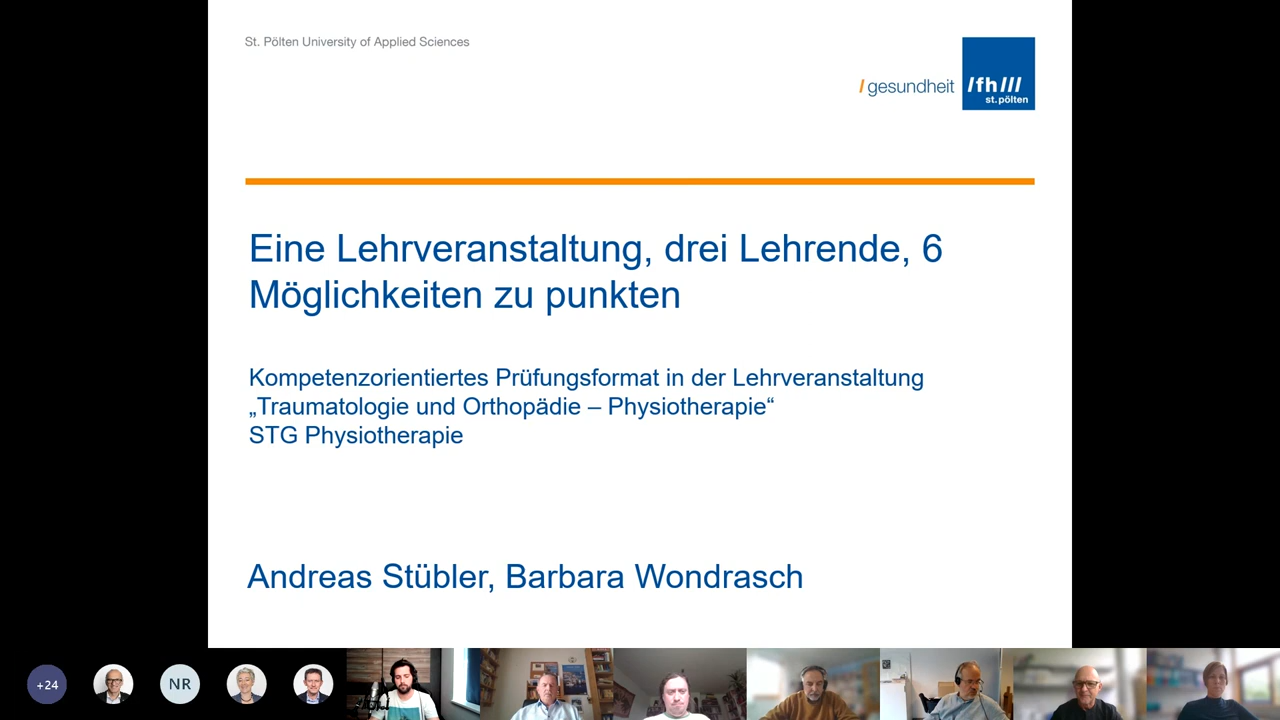 St. Pölten University of Applied Sciences
/ gesundheit
/fh///
st.pölten
Eine Lehrveranstaltung, drei Lehrende, 6
Möglichkeiten zu punkten
Kompetenzorientiertes Prüfungsformat in der Lehrveranstaltung
„Traumatologie und Orthopädie – Physiotherapie“
STG Physiotherapie
Andreas Stübler, Barbara Wondrasch
+24
NR